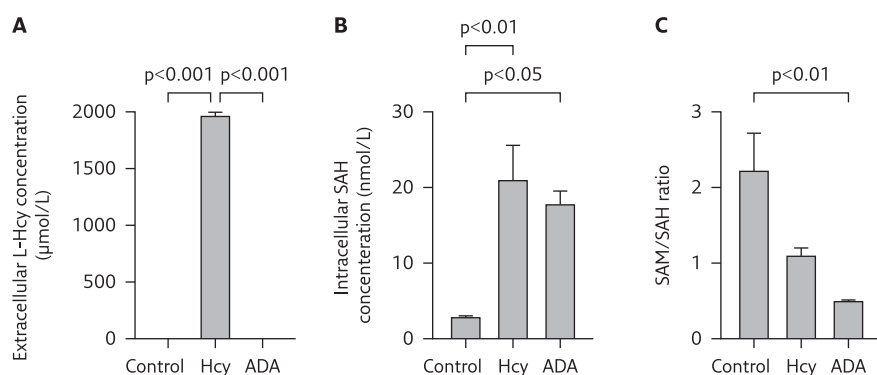 A
p<0.001
p<0.001
Extracellular L-Hcy concentration
(µmol/L)
2000
1500
1000
500
0
Control
Hcy
ADA
B
p<0.01
p<0.05
Intracellular SAH
concenteration (nmol/L)
30
20
10
0
Control
Hcy
ADA
C
p<0.01
SAM/SAH ratio
3
2
1
0
Control
Hcy
ADA